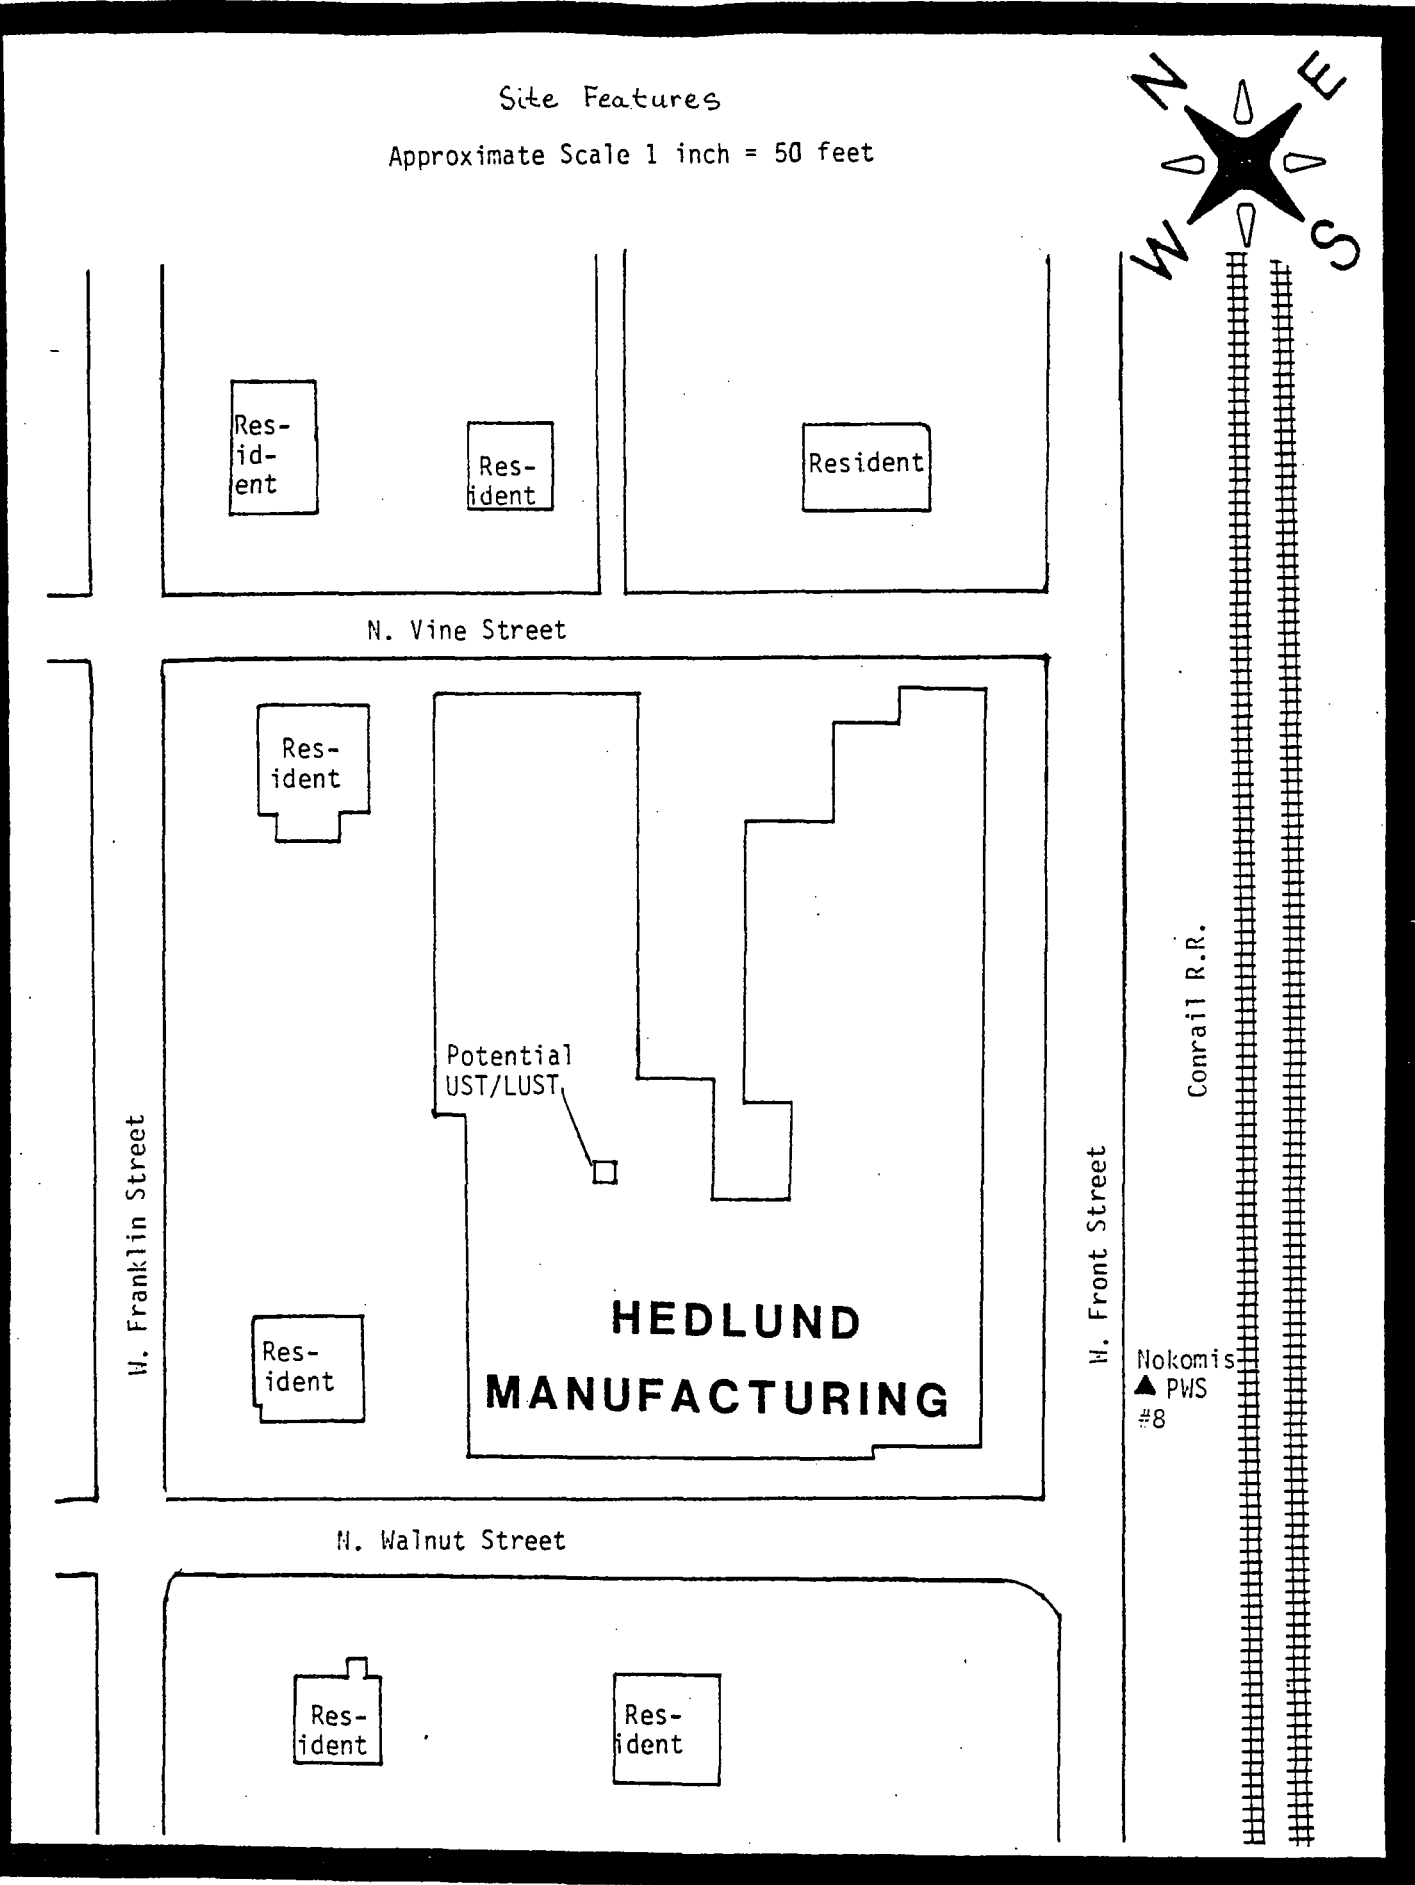 Site Features
Approximate Scale 1 inch = 50 feet
N
E
W
S
Res-
id-
ent
Res-
ident
Resident
N. Vine Street
Res-
ident
Potential
UST/LUST
Conrail R.R.
W. Franklin Street
W. Front Street
HEDLUND
MANUFACTURING
Res-
ident
Nokomis
PWS
#8
N. Walnut Street
Res-
ident
Res-
ident